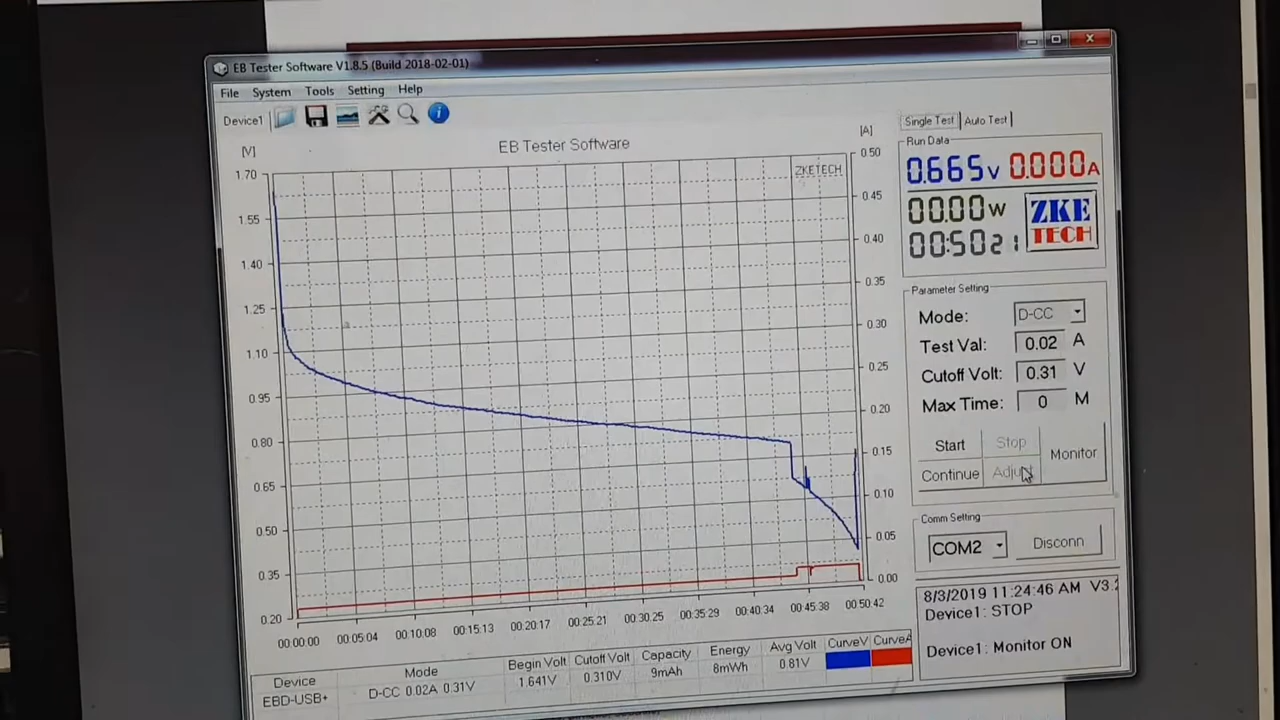 EB Tester Software V1.8.5 (Build 2018-02-01)
File System Tools Setting Help
Device1
Single Test Auto Test
EB Tester Software
[V]
[A]
ZKETECH
1.70
1.55
1.40
1.25
1.10
0.95
0.80
0.65
0.50
0.35
0.20
0.50
0.45
0.40
0.35
0.30
0.25
0.20
0.15
0.10
0.05
0.00
00:00:00 00:05:04 00:10:08 00:15:13 00:20:17 00:25:21 00:30:25 00:35:29 00:40:34 00:45:38 00:50:42
Run Data
0.665V 0.000A
00.00W
00:50:21
ZKE
TECH
Parameter Setting
Mode: D-CC
Test Val: 0.02 A
Cutoff Volt: 0.31 V
Max Time: 0 M
Start Stop
Monitor
Continue
Comm Setting
COM2 Disconn
8/3/2019 11:24:46 AM
Device1: STOP
Device1: Monitor ON
Device Mode Begin Volt Cutoff Volt Capacity Energy Avg Volt CurveV CurveA
EBD-USB+ D-CC 0.02A 0.31V 1.641V 0.310V 9mAh 8mWh 0.81V